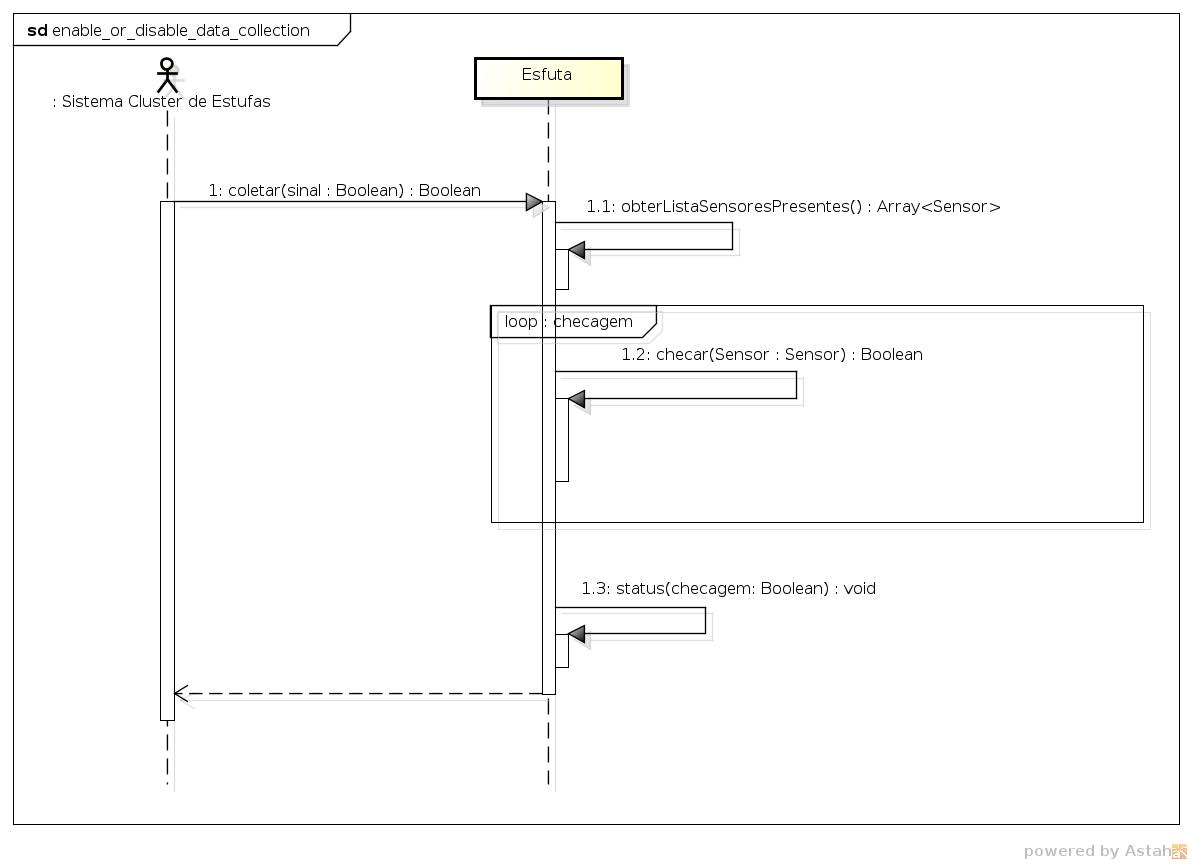 sd enable_or_disable_data_collection
: Sistema Cluster de Estufas
Esfuta
1: coletar(sinal : Boolean) : Boolean
1.1: obterListaSensoresPresentes() : Array<Sensor>
loop : checagem
1.2: checar(Sensor : Sensor) : Boolean
1.3: status(checagem: Boolean) : void
powered by Astah